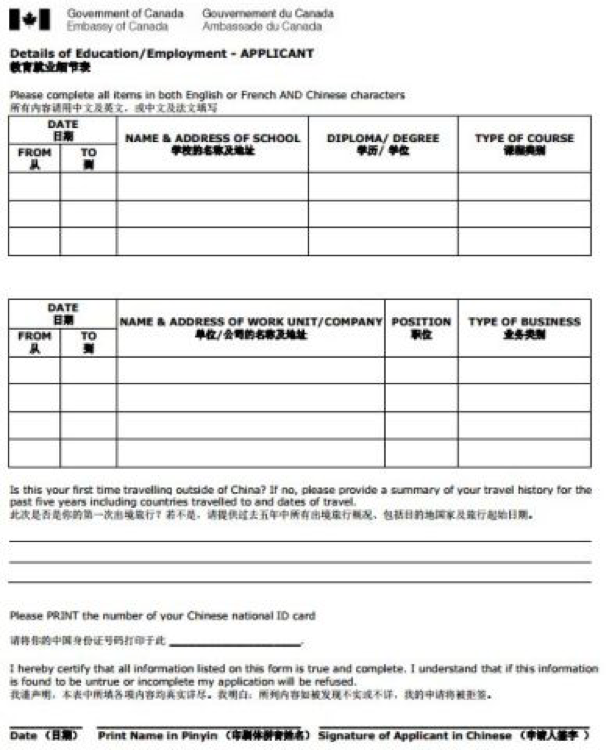 Government of Canada Gouvernement du Canada
Embassy of Canada Ambassade du Canada
Details of Education/Employment - APPLICANT
教育就业细节表
Please complete all items in both English or French AND Chinese characters
所有内容请用中文及英文，或中文及法文填写
DATE
日期
NAME & ADDRESS OF SCHOOL
学校的名称及地址
DIPLOMA/ DEGREE
学历/ 学位
TYPE OF COURSE
课程类别
FROM TO
从 到
DATE
日期
NAME & ADDRESS OF WORK UNIT/COMPANY
单位/公司的名称及地址
POSITION
职位
TYPE OF BUSINESS
业务类别
FROM TO
从 到
Is this your first time travelling outside of China? If no, please provide a summary of your travel history for the
past five years including countries travelled to and dates of travel.
此次是否是你的第一次出境旅行？若不是，请提供过去五年中所有出境旅行概况、包括目的地国家及旅行起始日期。
Please PRINT the number of your Chinese national ID card
请将你的中国身份证号码打印于此 ____________________.
I hereby certify that all information listed on this form is true and complete. I understand that if this information
is found to be untrue or incomplete my application will be refused.
我谨声明，本表中所填各项内容均真实详尽。我明白，所列内容如被发现不实或不详，我的申请将被拒签。
Date （日期） Print Name in Pinyin （印刷体拼音姓名） Signature of Applicant in Chinese （申请人签字 ）